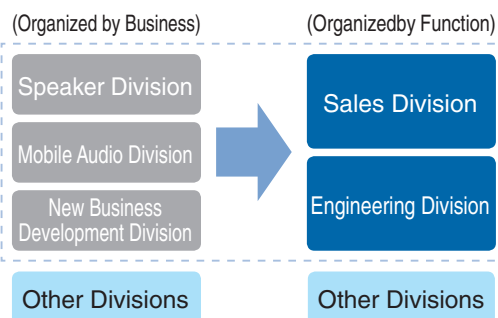 (Organized by Business)
Speaker Division
Mobile Audio Division
New Business
Development Division
Other Divisions
(Organizedby Function)
Sales Division
Engineering Division
Other Divisions